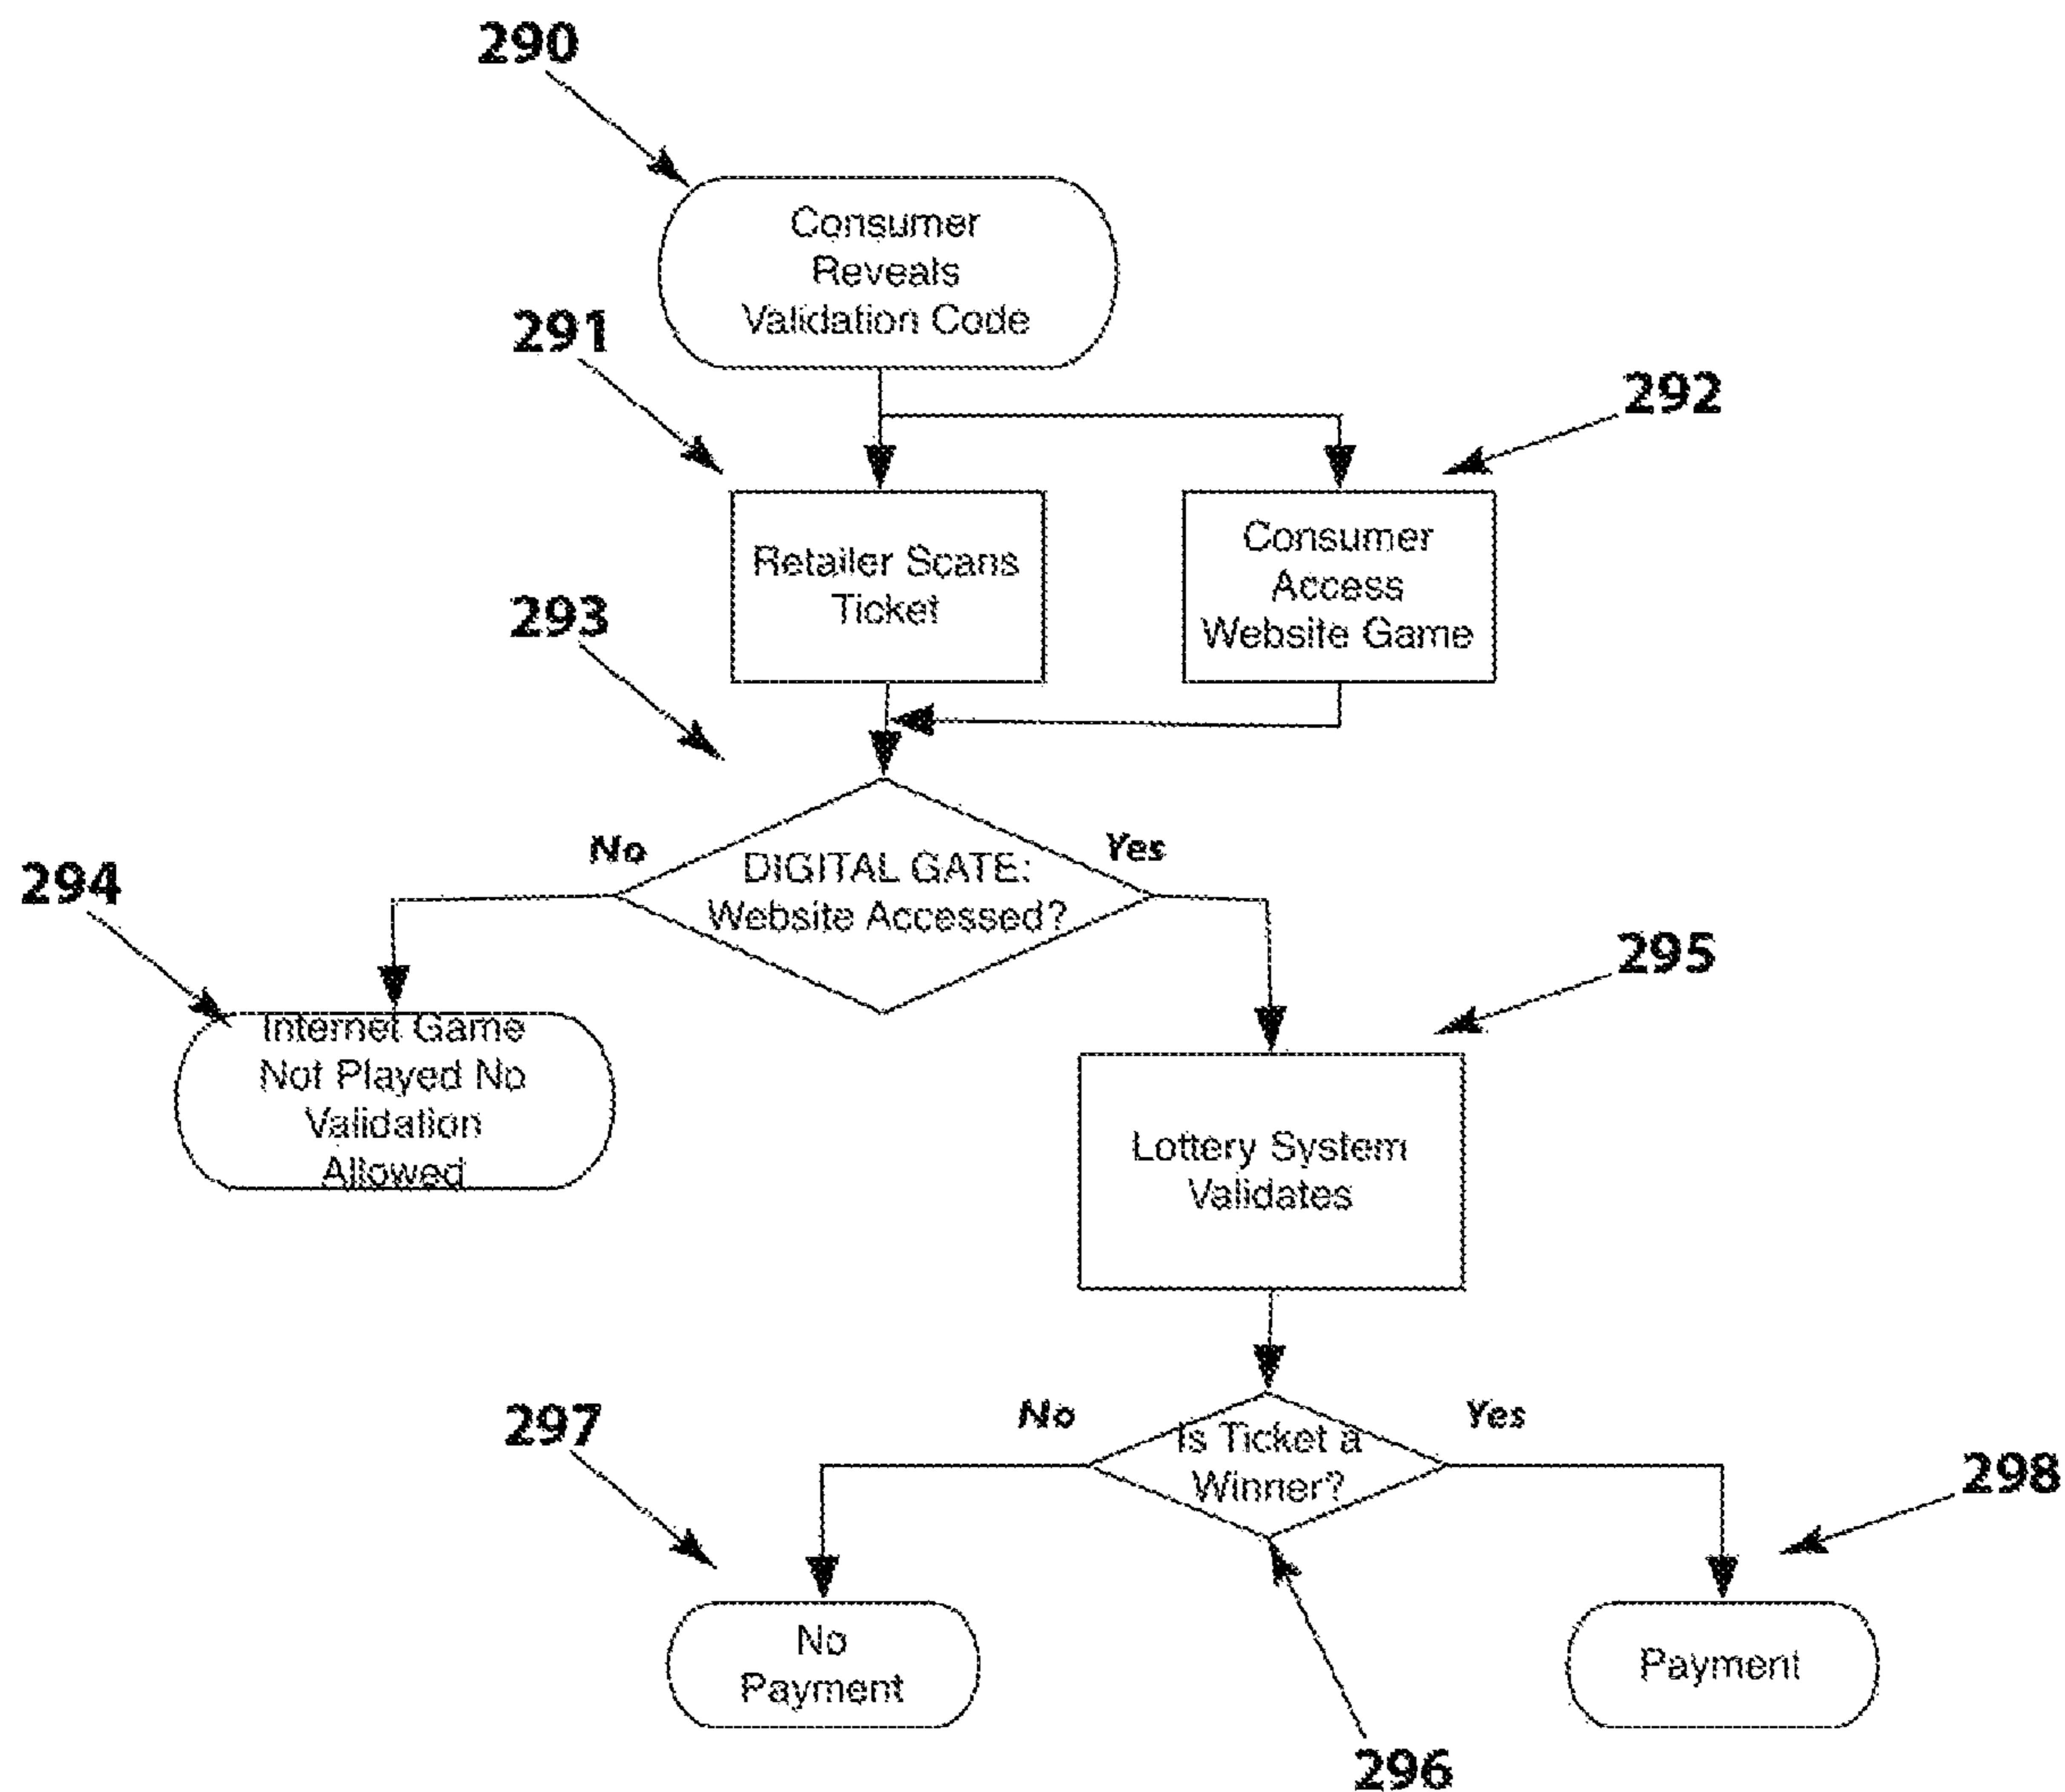 290
Consumer
Reveals
Validation Code
291
292
Retailer Scans
Ticket
Consumer
Access
Website Game
293
No
Yes
DIGITAL GATE:
Website Accessed?
294
295
Internet Game
Not Played No
Validation
Allowed
Lottery System
Validates
297
No
Yes
Is Ticket a
Winner?
298
No
Payment
Payment
296